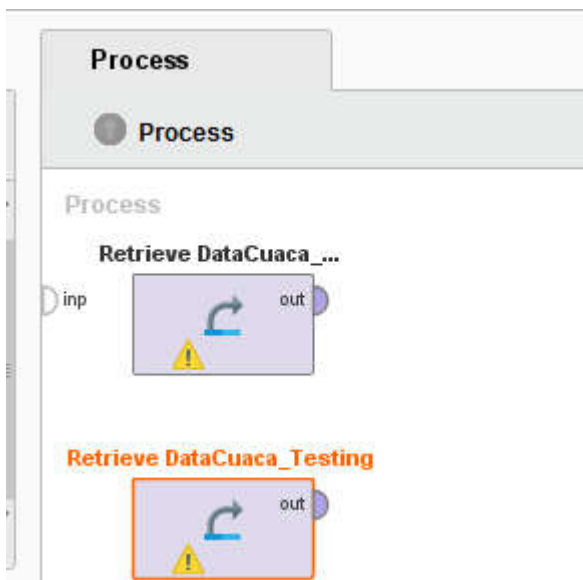 Process
Process
Process
Retrieve DataCuaca_...
inp
out
Retrieve DataCuaca_Testing
out